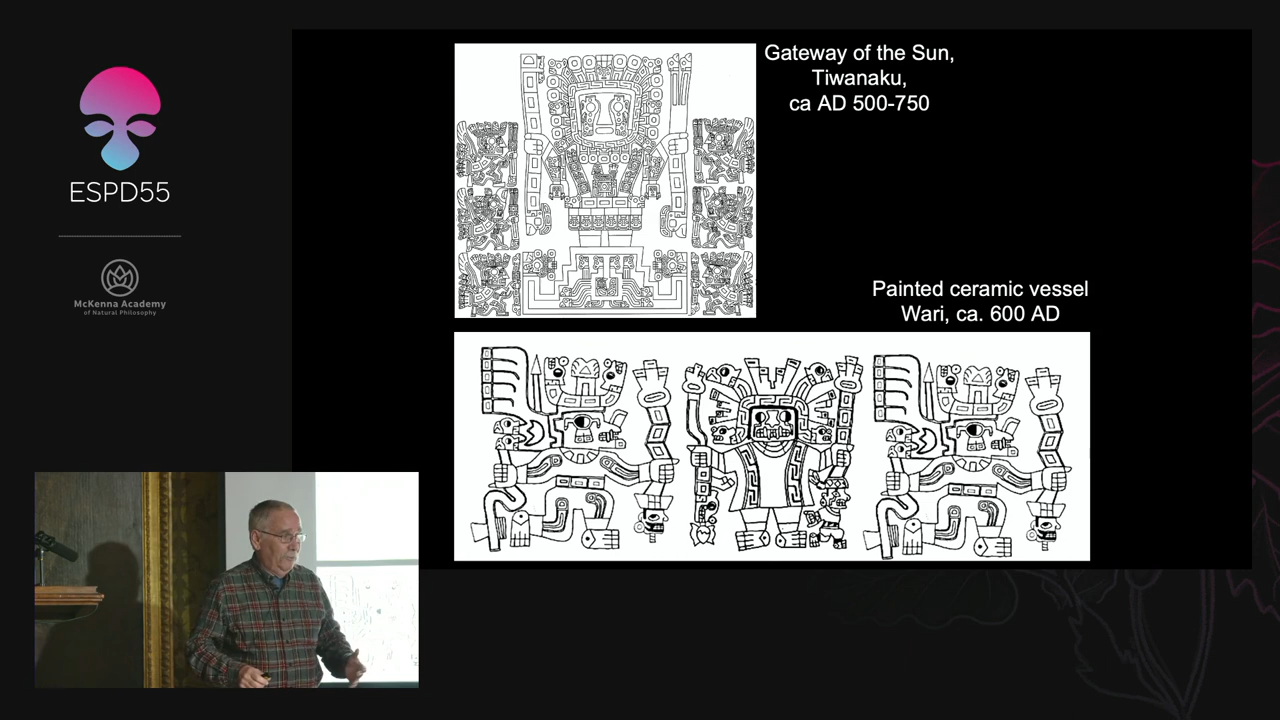 ESPD55
McKenna Academy
of Natural Philosophy
Gateway of the Sun,
Tiwanaku,
ca AD 500-750
Painted ceramic vessel
Wari, ca. 600 AD